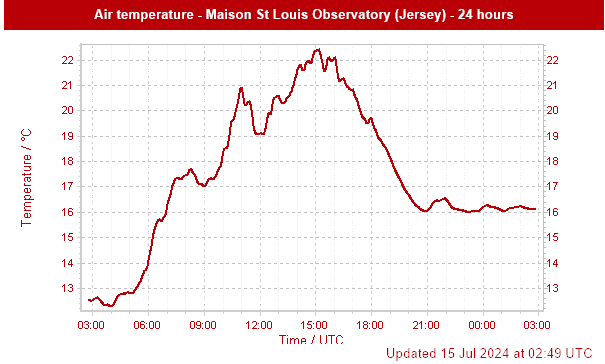 Air temperature - Maison St Louis Observatory (Jersey) - 24 hours
Temperature / °C
22 22
21 21
20 20
19 19
18 18
17 17
16 16
15 15
14 14
13 13
03:00 06:00 09:00 12:00 15:00 18:00 21:00 00:00 03:00
Time / UTC
Updated 15 Jul 2024 at 02:49 UTC